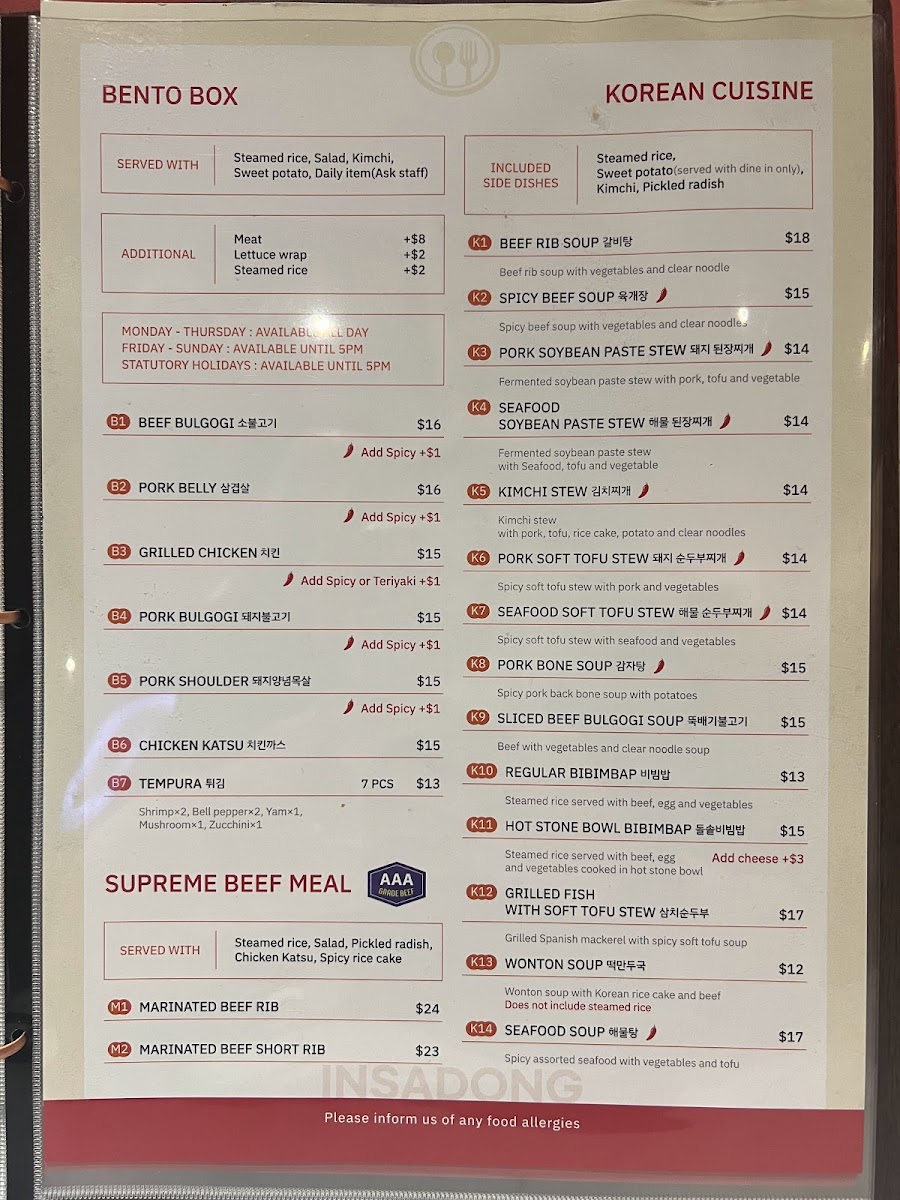 BENTO BOX
SERVED WITH
Steamed rice, Salad, Kimchi,
Sweet potato, Daily item(Ask staff)
ADDITIONAL
Meat +$8
Lettuce wrap +$2
Steamed rice +$2
MONDAY - THURSDAY : AVAILABLE ALL DAY
FRIDAY - SUNDAY : AVAILABLE UNTIL 5PM
STATUTORY HOLIDAYS : AVAILABLE UNTIL 5PM
B1 BEEF BULGOGI 소불고기 $16
Add Spicy +$1
B2 PORK BELLY 삼겹살 $16
Add Spicy +$1
B3 GRILLED CHICKEN 치킨 $15
Add Spicy or Teriyaki +$1
B4 PORK BULGOGI 돼지불고기 $15
Add Spicy +$1
B5 PORK SHOULDER 돼지양념목살 $15
Add Spicy +$1
B6 CHICKEN KATSU 치킨까스 $15
B7 TEMPURA 튀김 7 PCS $13
Shrimp×2, Bell pepper×2, Yam×1,
Mushroom×1, Zucchini×1
SUPREME BEEF MEAL
AAA
GRADE BEEF
SERVED WITH
Steamed rice, Salad, Pickled radish,
Chicken Katsu, Spicy rice cake
M1 MARINATED BEEF RIB $24
M2 MARINATED BEEF SHORT RIB $23
KOREAN CUISINE
INCLUDED
SIDE DISHES
Steamed rice,
Sweet potato(served with dine in only),
Kimchi, Pickled radish
K1 BEEF RIB SOUP 갈비탕 $18
Beef rib soup with vegetables and clear noodle
K2 SPICY BEEF SOUP 육개장 $15
Spicy beef soup with vegetables and clear noodles
K3 PORK SOYBEAN PASTE STEW 돼지 된장찌개 $14
Fermented soybean paste stew with pork, tofu and vegetable
K4 SEAFOOD
SOYBEAN PASTE STEW 해물 된장찌개 $14
Fermented soybean paste stew
with Seafood, tofu and vegetable
K5 KIMCHI STEW 김치찌개 $14
Kimchi stew
with pork, tofu, rice cake, potato and clear noodles
K6 PORK SOFT TOFU STEW 돼지 순두부찌개 $14
Spicy soft tofu stew with pork and vegetables
K7 SEAFOOD SOFT TOFU STEW 해물 순두부찌개 $14
Spicy soft tofu stew with seafood and vegetables
K8 PORK BONE SOUP 감자탕 $15
Spicy pork back bone soup with potatoes
K9 SLICED BEEF BULGOGI SOUP 뚝배기불고기 $15
Beef with vegetables and clear noodle soup
K10 REGULAR BIBIMBAP 비빔밥 $13
Steamed rice served with beef, egg and vegetables
K11 HOT STONE BOWL BIBIMBAP 돌솥비빔밥 $15
Steamed rice served with beef, egg
and vegetables cooked in hot stone bowl
Add cheese +$3
K12 GRILLED FISH
WITH SOFT TOFU STEW 삼치순두부 $17
Grilled Spanish mackerel with spicy soft tofu soup
K13 WONTON SOUP 떡만두국 $12
Wonton soup with Korean rice cake and beef
Does not include steamed rice
K14 SEAFOOD SOUP 해물탕 $17
Spicy assorted seafood with vegetables and tofu
INSADONG
Please inform us of any food allergies